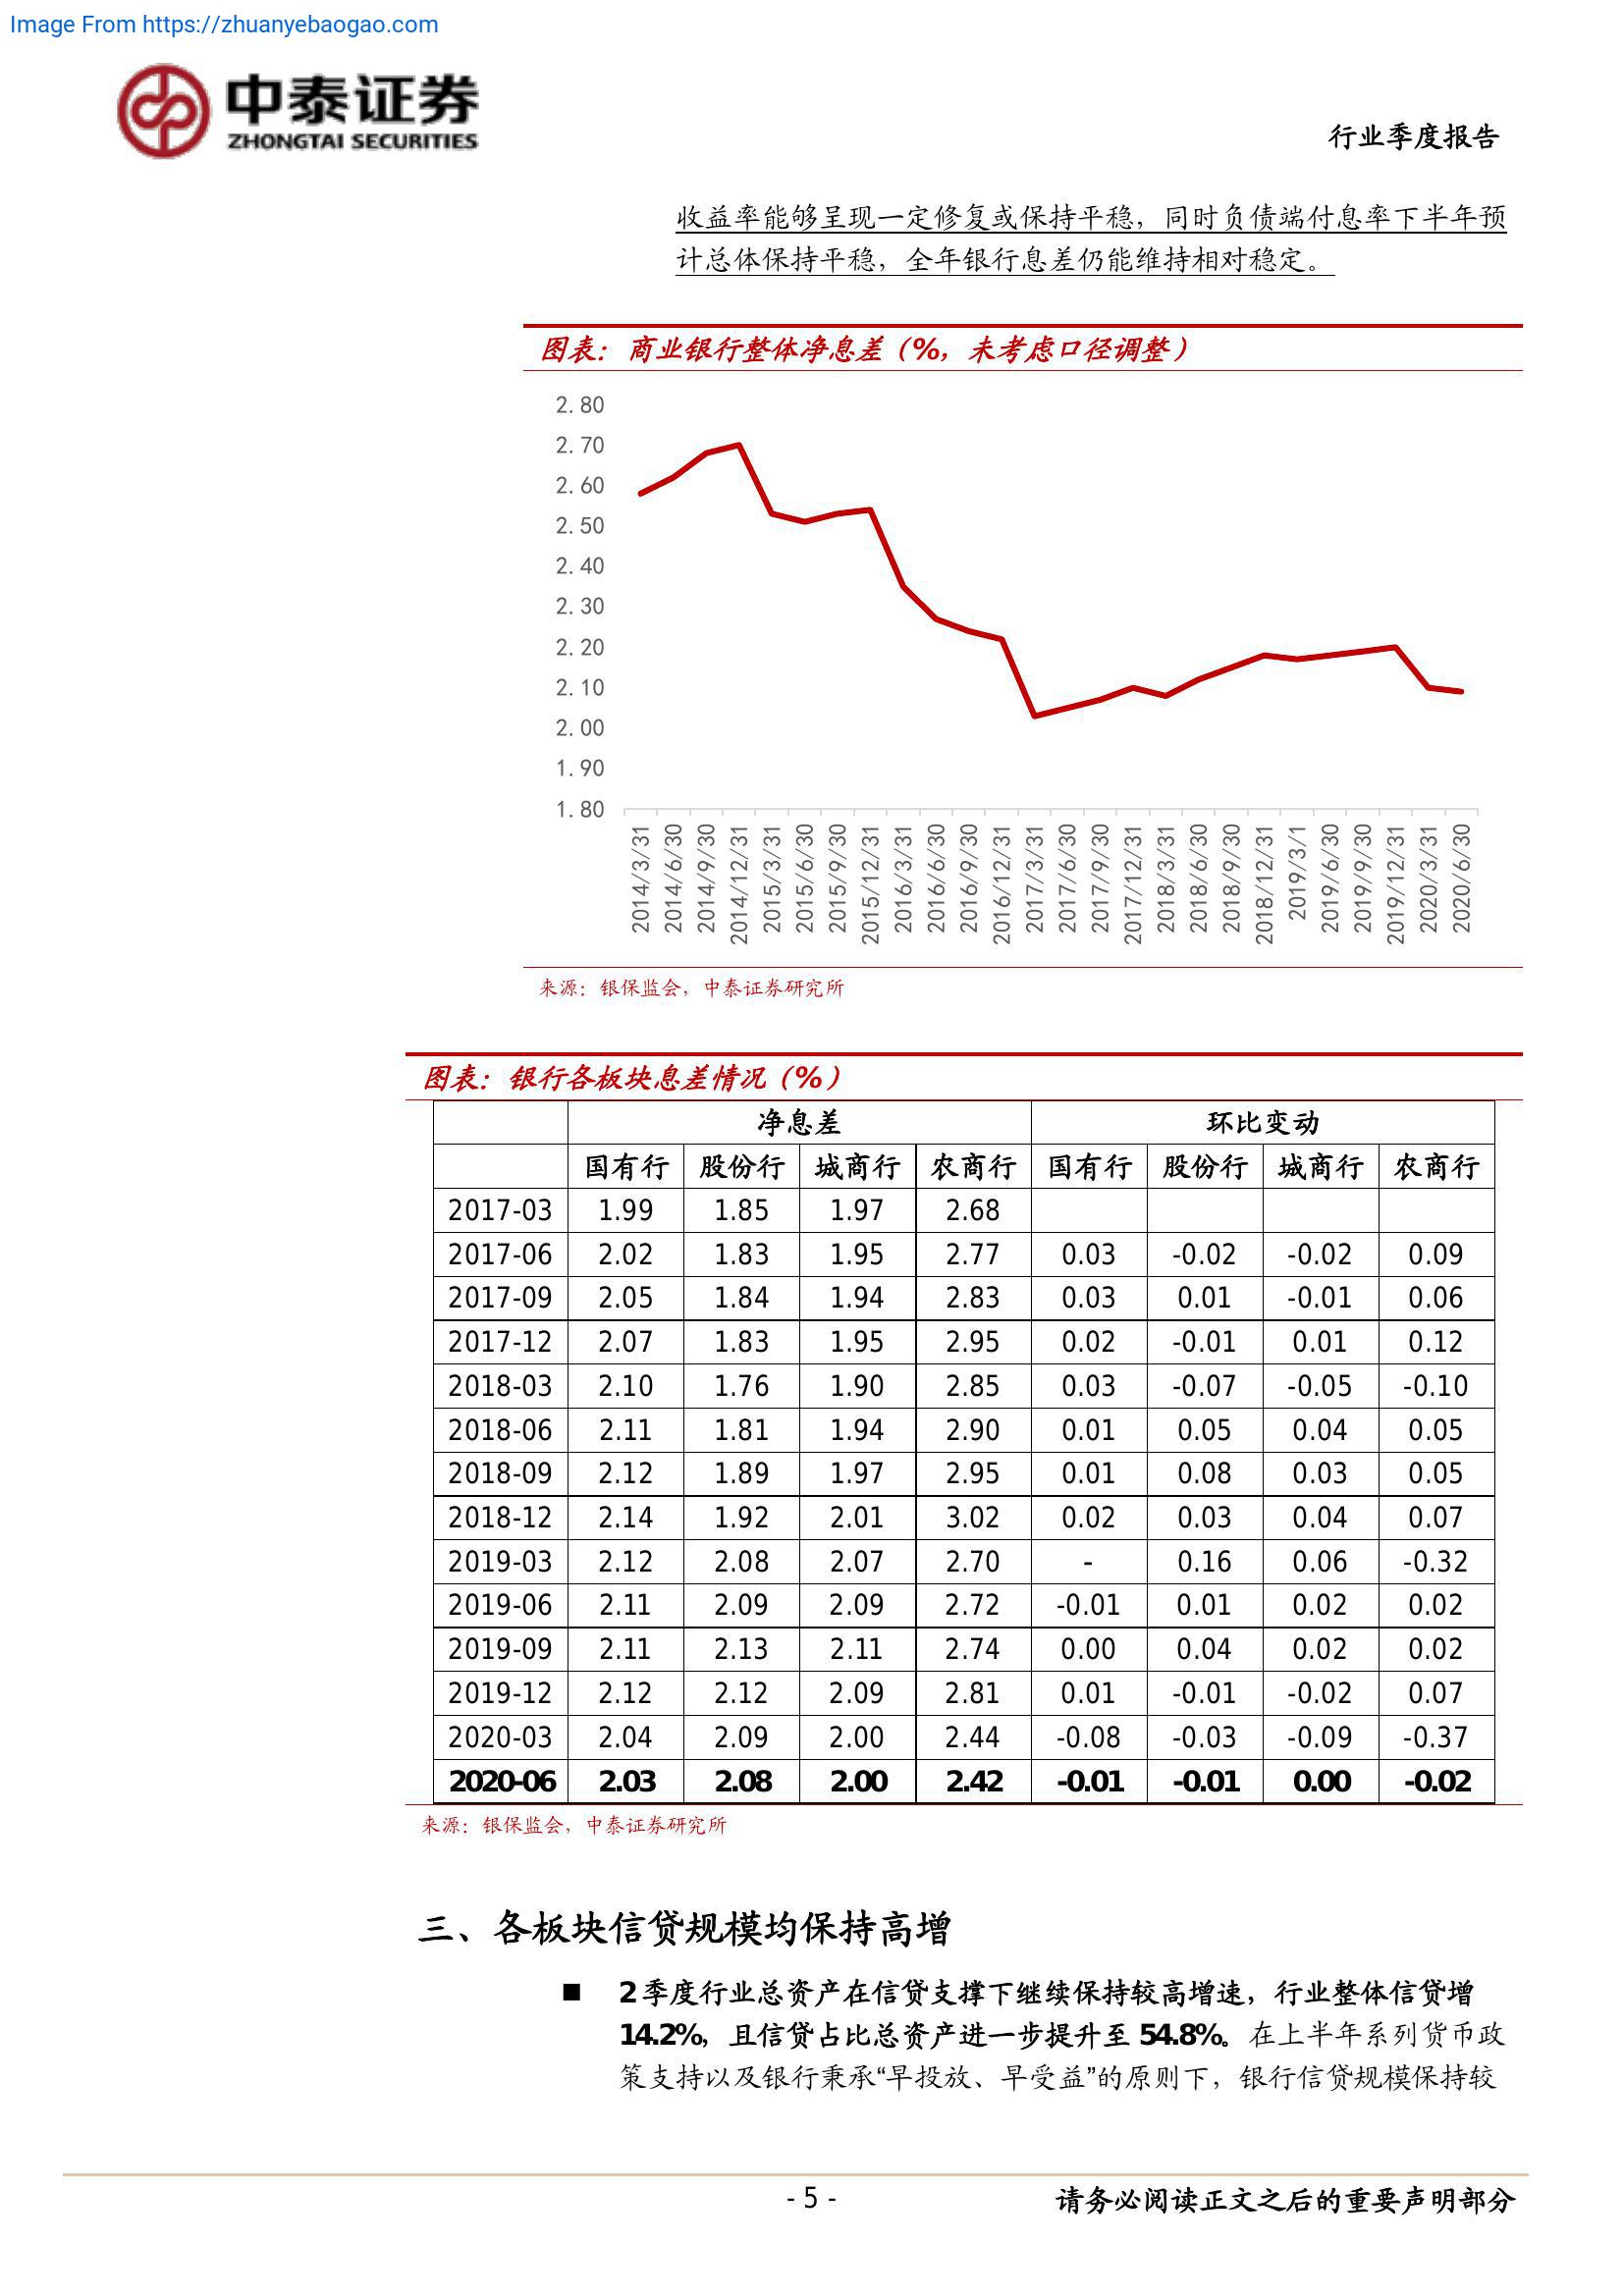 Image From https://zhuanyebaogao.com
中泰证券
ZHONGTAI SECURITIES
行业季度报告
收益率能够呈现一定修复或保持平稳，同时负债端付息率下半年预
计总体保持平稳，全年银行息差仍能维持相对稳定。
图表：商业银行整体净息差（%，未考虑口径调整）
2.80
2.70
2.60
2.50
2.40
2.30
2.20
2.10
2.00
1.90
1.80
2014/3/31
2014/6/30
2014/9/30
2014/12/31
2015/3/31
2015/6/30
2015/9/30
2015/12/31
2016/3/31
2016/6/30
2016/9/30
2016/12/31
2017/3/31
2017/6/30
2017/9/30
2017/12/31
2018/3/31
2018/6/30
2018/9/30
2018/12/31
2019/3/1
2019/6/30
2019/9/30
2019/12/31
2020/3/31
2020/6/30
来源：银保监会，中泰证券研究所
图表：银行各板块息差情况（%）
净息差 环比变动
国有行 股份行 城商行 农商行 国有行 股份行 城商行 农商行
2017-03 1.99 1.85 1.97 2.68
2017-06 2.02 1.83 1.95 2.77 0.03 -0.02 -0.02 0.09
2017-09 2.05 1.84 1.94 2.83 0.03 0.01 -0.01 0.06
2017-12 2.07 1.83 1.95 2.95 0.02 -0.01 0.01 0.12
2018-03 2.10 1.76 1.90 2.85 0.03 -0.07 -0.05 -0.10
2018-06 2.11 1.81 1.94 2.90 0.01 0.05 0.04 0.05
2018-09 2.12 1.89 1.97 2.95 0.01 0.08 0.03 0.05
2018-12 2.14 1.92 2.01 3.02 0.02 0.03 0.04 0.07
2019-03 2.12 2.08 2.07 2.70 - 0.16 0.06 -0.32
2019-06 2.11 2.09 2.09 2.72 -0.01 0.01 0.02 0.02
2019-09 2.11 2.13 2.11 2.74 0.00 0.04 0.02 0.02
2019-12 2.12 2.12 2.09 2.81 0.01 -0.01 -0.02 0.07
2020-03 2.04 2.09 2.00 2.44 -0.08 -0.03 -0.09 -0.37
2020-06 2.03 2.08 2.00 2.42 -0.01 -0.01 0.00 -0.02
来源：银保监会，中泰证券研究所
三、各板块信贷规模均保持高增
■ 2 季度行业总资产在信贷支撑下继续保持较高增速，行业整体信贷增
14.2%，且信贷占比总资产进一步提升至 54.8%。在上半年系列货币政
策支持以及银行秉承“早投放、早受益”的原则下，银行信贷规模保持较
- 5 -
请务必阅读正文之后的重要声明部分